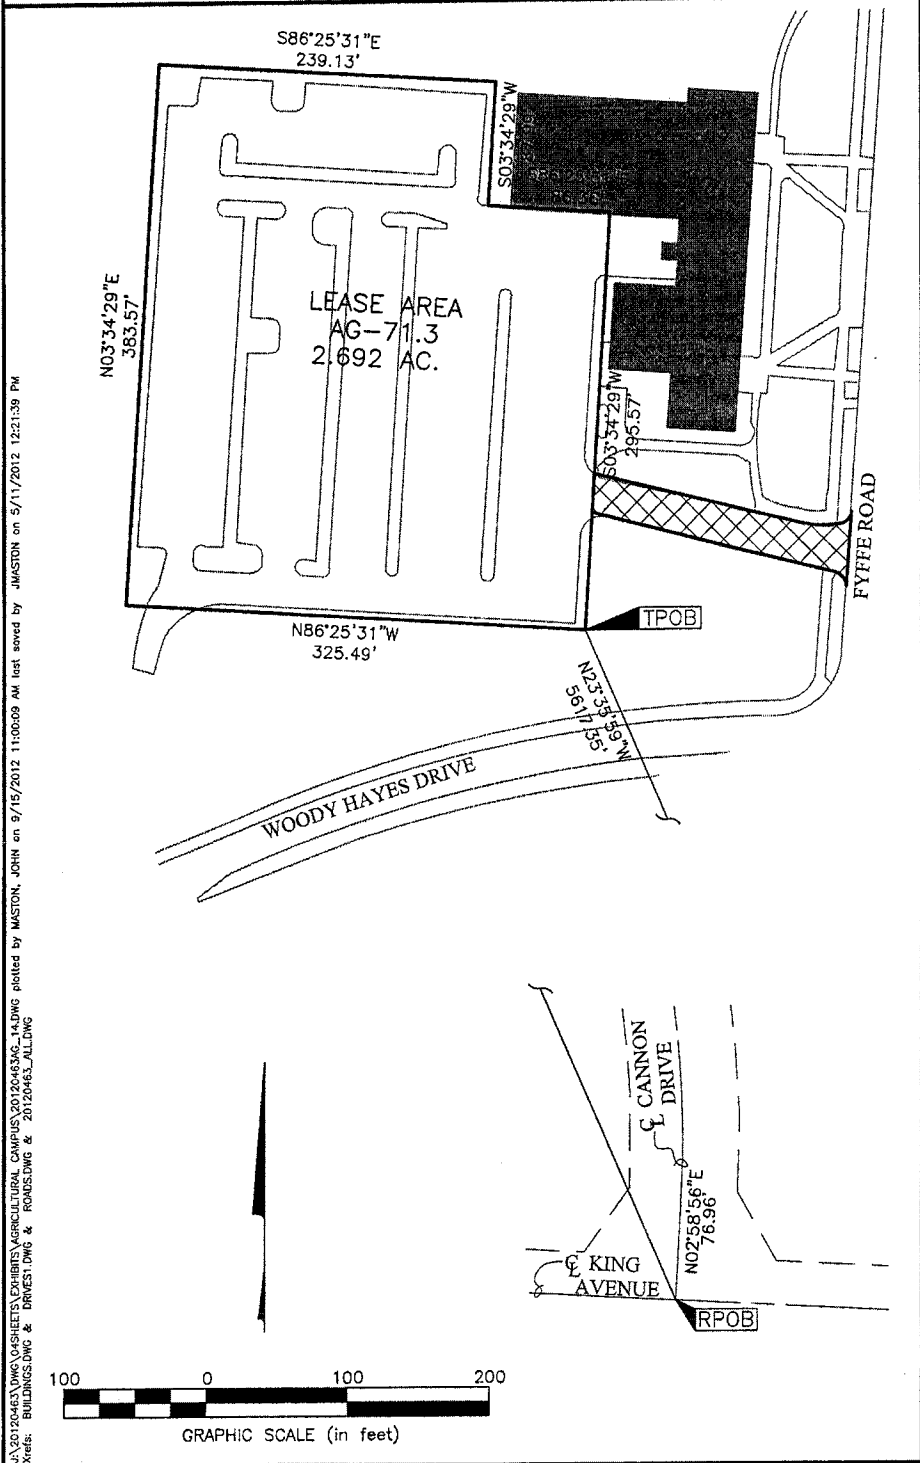 S86°25'31"E
239.13'
S03°34'29"W
N03°34'29"E
383.57'
LEASE AREA
AG-71.3
2.692 AC.
S03°34'29"W
295.57'
FYFFE ROAD
TPOB
N86°25'31"W
325.49'
N23°35'59"W
5617.35'
WOODY HAYES DRIVE
℄ CANNON
DRIVE
N02°58'56"E
76.96'
℄ KING
AVENUE
RPOB
100 0 100 200
GRAPHIC SCALE (in feet)
J:\20120463\DWG\04SHEETS\EXHIBITS\AGRICULTURAL CAMPUS\20120463AG_14.DWG plotted by MASTON, JOHN on 9/15/2012 11:00:09 AM last saved by JMASTON on 5/11/2012 12:21:39 PM
Xrefs: BUILDINGS.DWG & DRIVES1.DWG & ROADS.DWG & 20120463_ALL.DWG